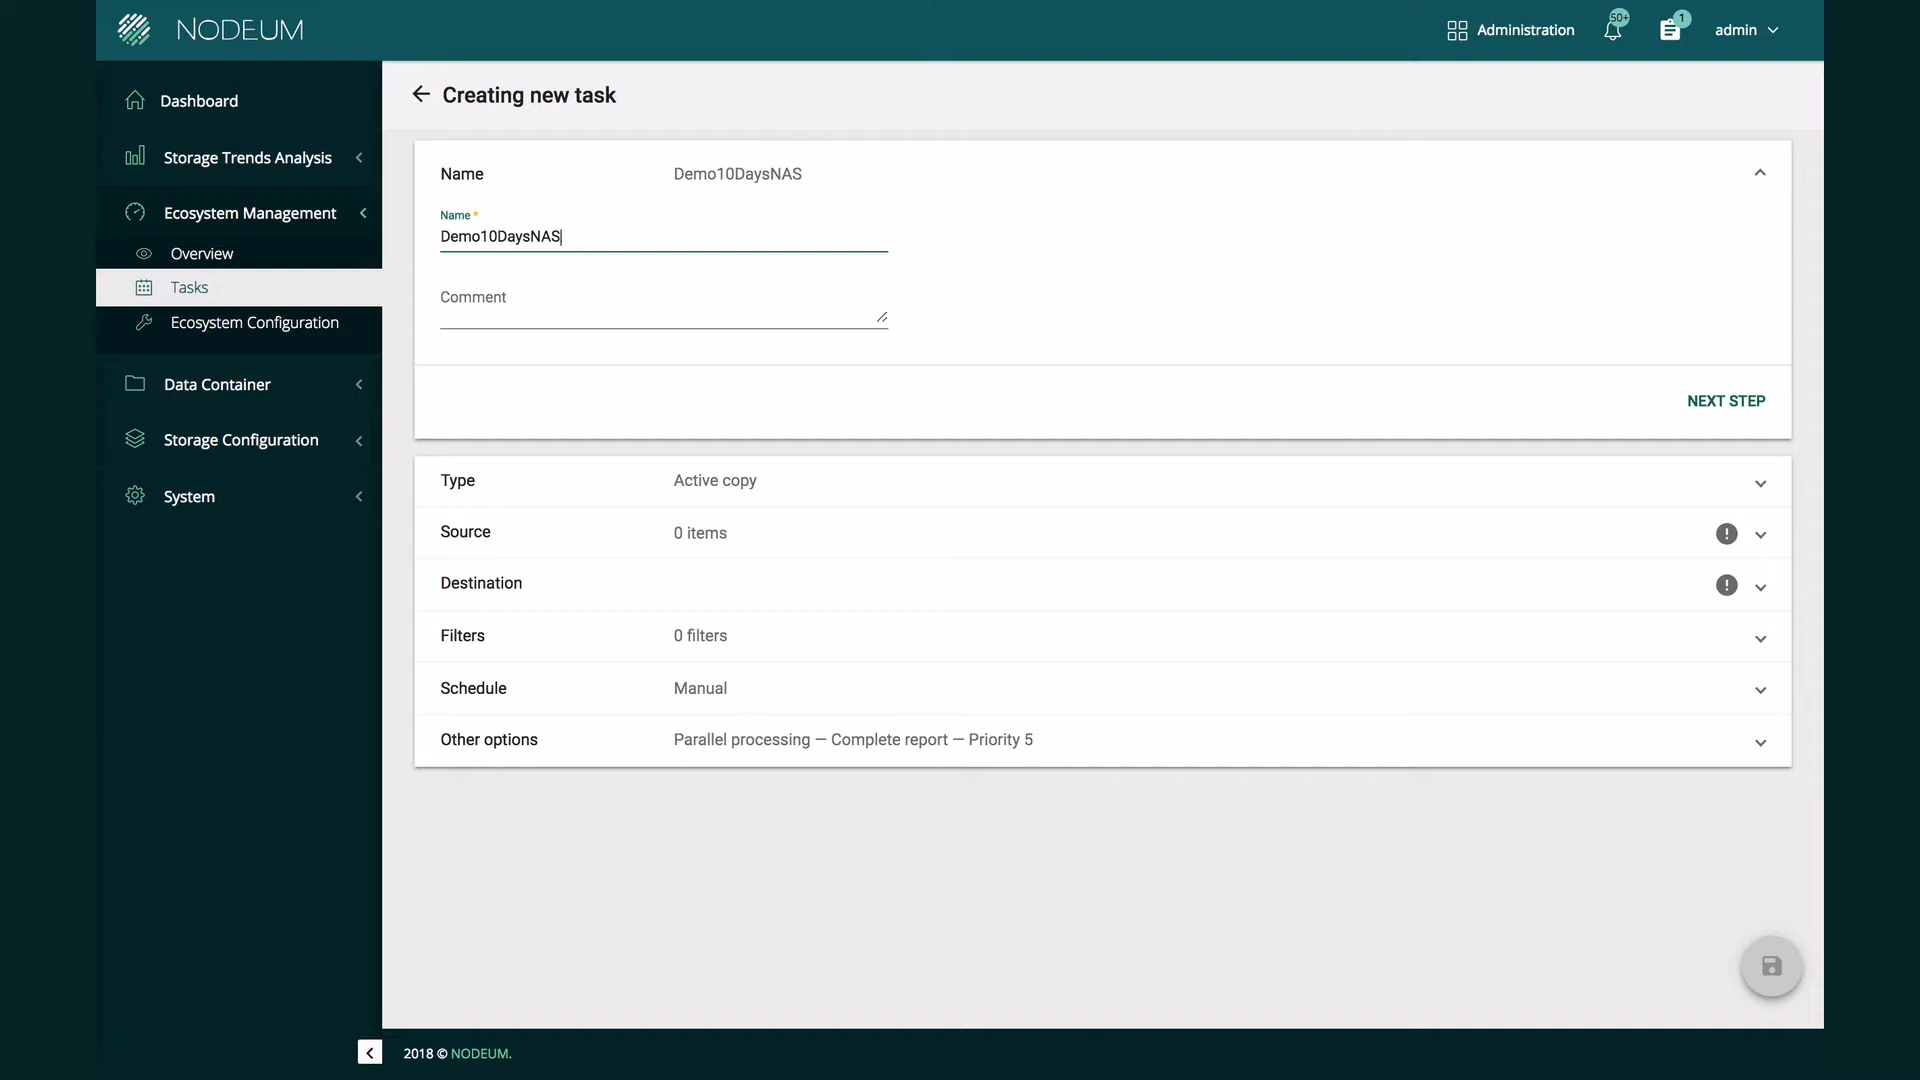 NODEUM
Administration
50+
1
admin
Dashboard
Storage Trends Analysis
Ecosystem Management
Overview
Tasks
Ecosystem Configuration
Data Container
Storage Configuration
System
Creating new task
Name Demo10DaysNAS
Name *
Demo10DaysNAS
Comment
NEXT STEP
Type Active copy
Source 0 items
Destination
Filters 0 filters
Schedule Manual
Other options Parallel processing — Complete report — Priority 5
2018 © NODEUM.